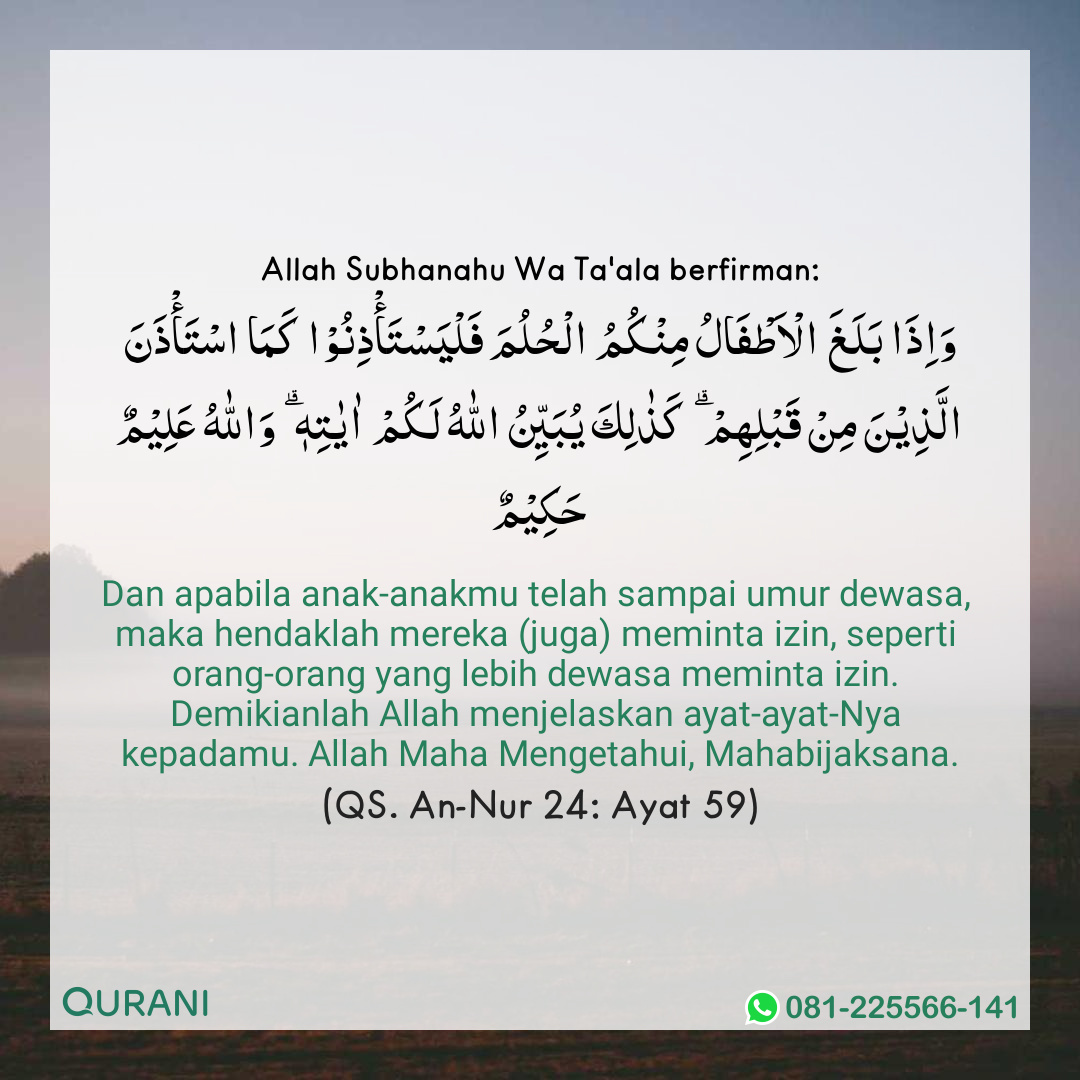 Allah Subhanahu Wa Ta'ala berfirman:
وَاِذَا بَلَغَ الْاَطْفَالُ مِنْكُمُ الْحُلُمَ فَلْيَسْتَأْذِنُوْا كَمَا اسْتَأْذَنَ
الَّذِيْنَ مِنْ قَبْلِهِمْ ۗ كَذٰلِكَ يُبَيِّنُ اللّٰهُ لَـكُمْ اٰيٰتِهٖ ۗ وَا للّٰهُ عَلِيْمٌ
حَكِيْمٌ
Dan apabila anak-anakmu telah sampai umur dewasa,
maka hendaklah mereka (juga) meminta izin, seperti
orang-orang yang lebih dewasa meminta izin.
Demikianlah Allah menjelaskan ayat-ayat-Nya
kepadamu. Allah Maha Mengetahui, Mahabijaksana.
(QS. An-Nur 24: Ayat 59)
QURANI
081-225566-141